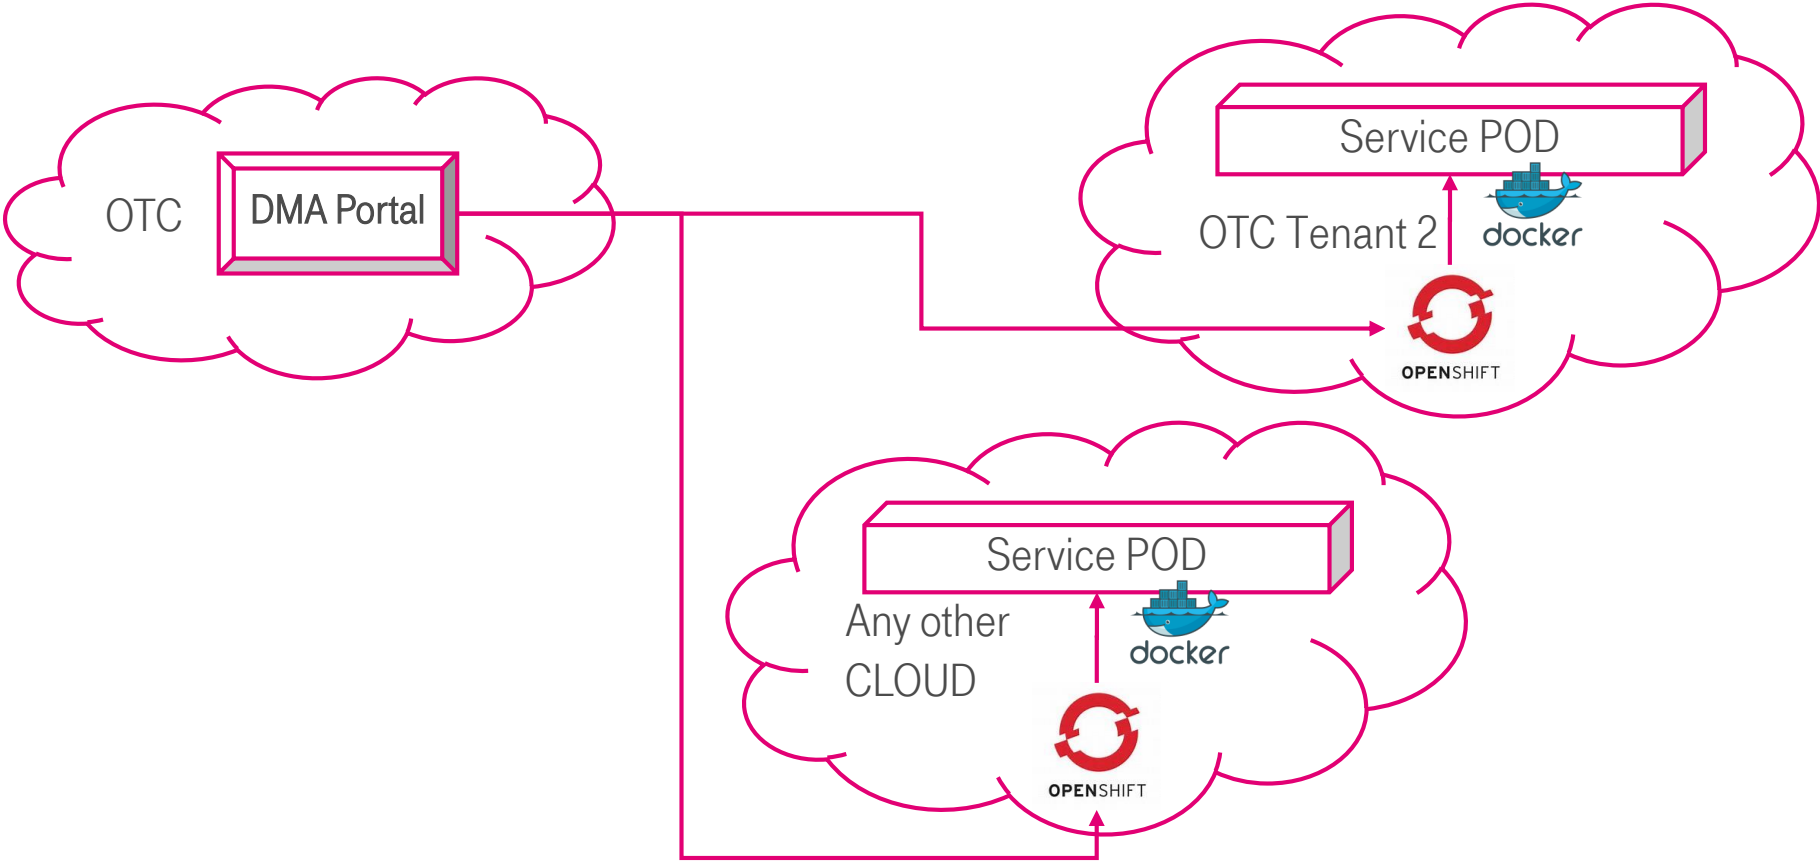 OTC
DMA Portal
Service POD
OTC Tenant 2
docker
OPENSHIFT
Service POD
Any other
CLOUD
docker
OPENSHIFT